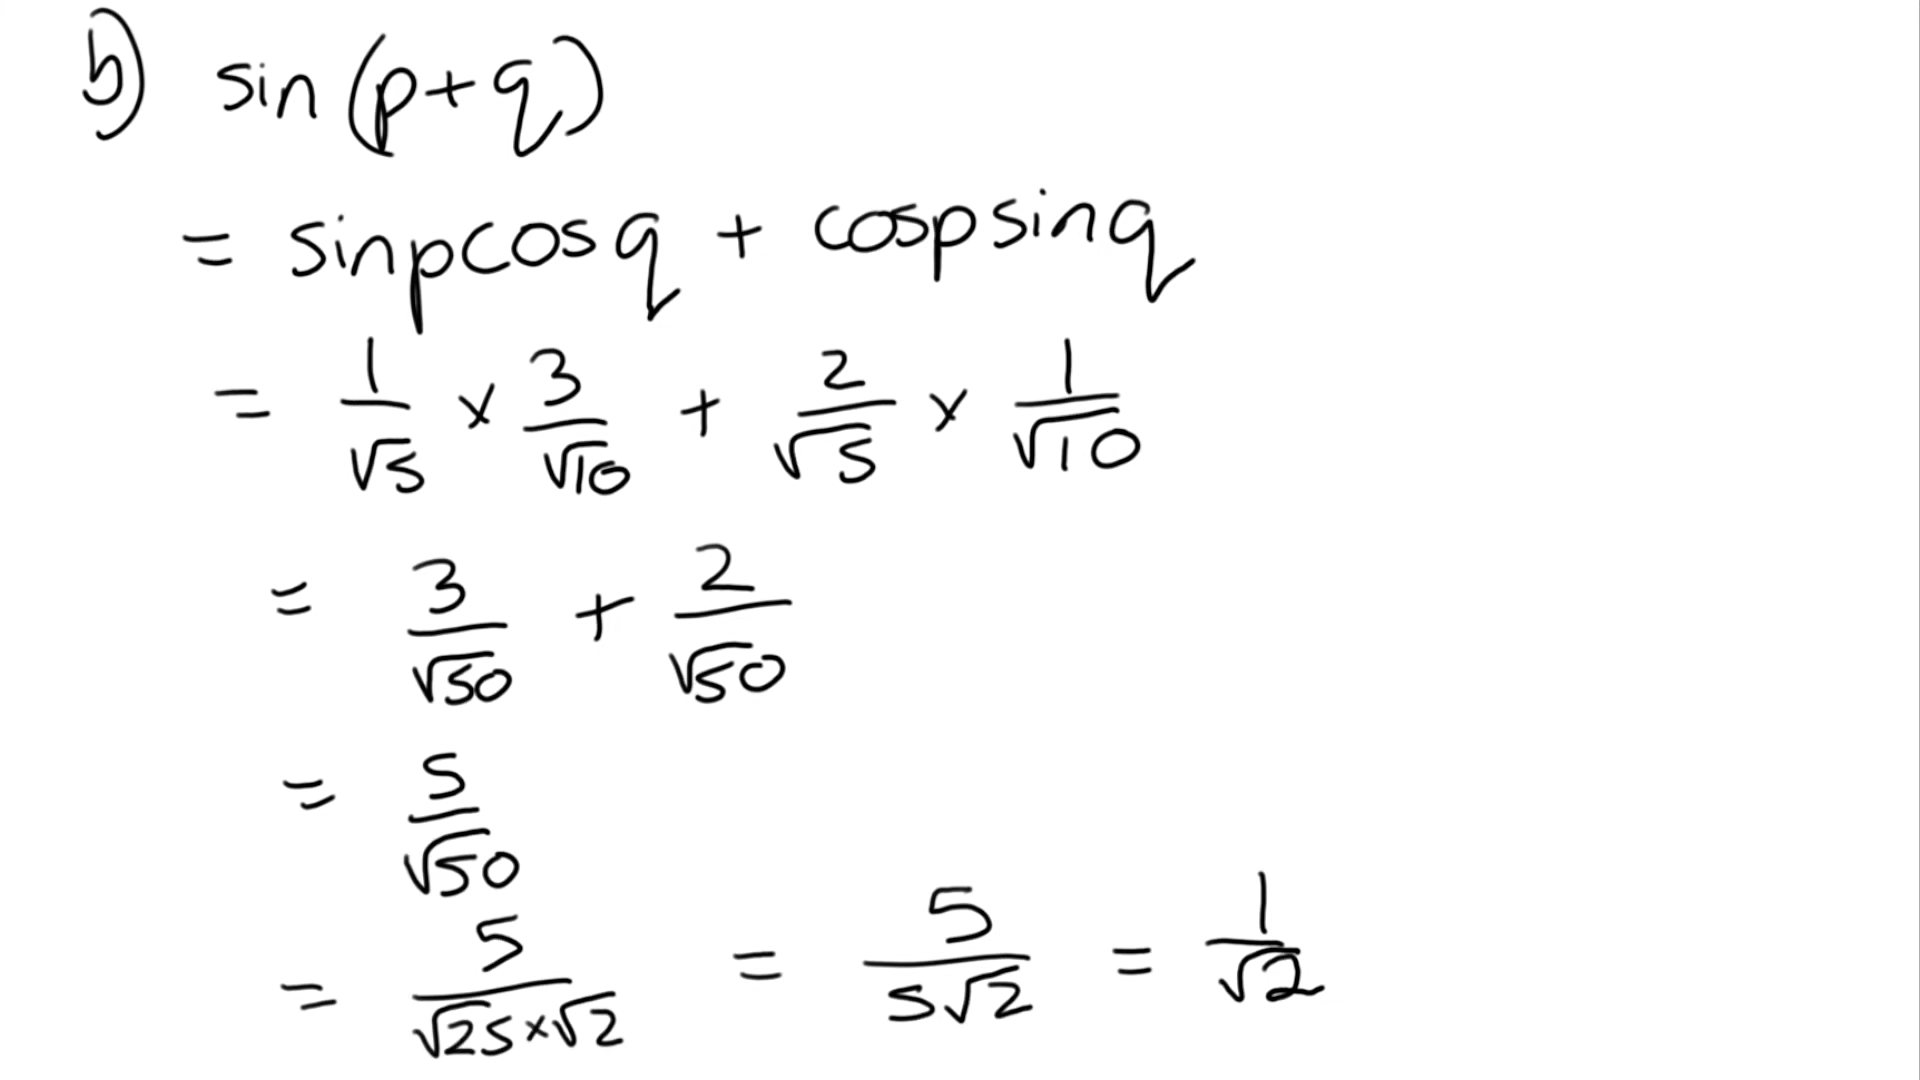 b) sin(p+q)
= sinpcosq + cospsinq
= 1/√5 × 3/√10 + 2/√5 × 1/√10
= 3/√50 + 2/√50
= 5/√50
= 5/√25×√2 = 5/5√2 = 1/√2